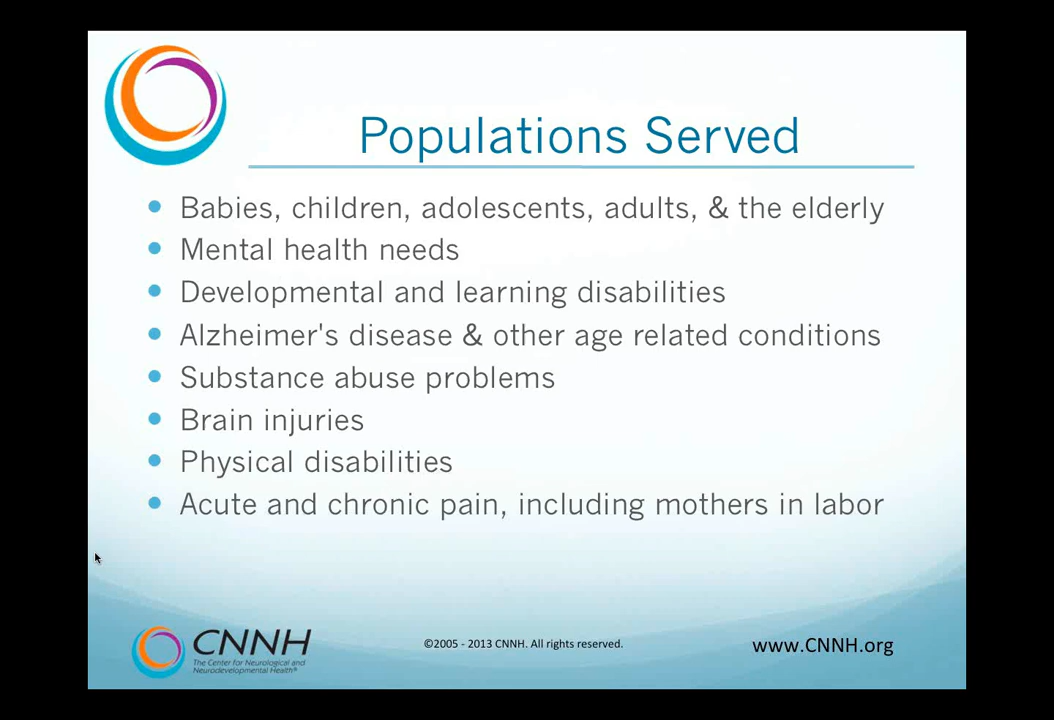 Populations Served
Babies, children, adolescents, adults, & the elderly
Mental health needs
Developmental and learning disabilities
Alzheimer's disease & other age related conditions
Substance abuse problems
Brain injuries
Physical disabilities
Acute and chronic pain, including mothers in labor
CNNH
The Center for Neurological and
Neurodevelopmental Health®
©2005 - 2013 CNNH. All rights reserved.
www.CNNH.org